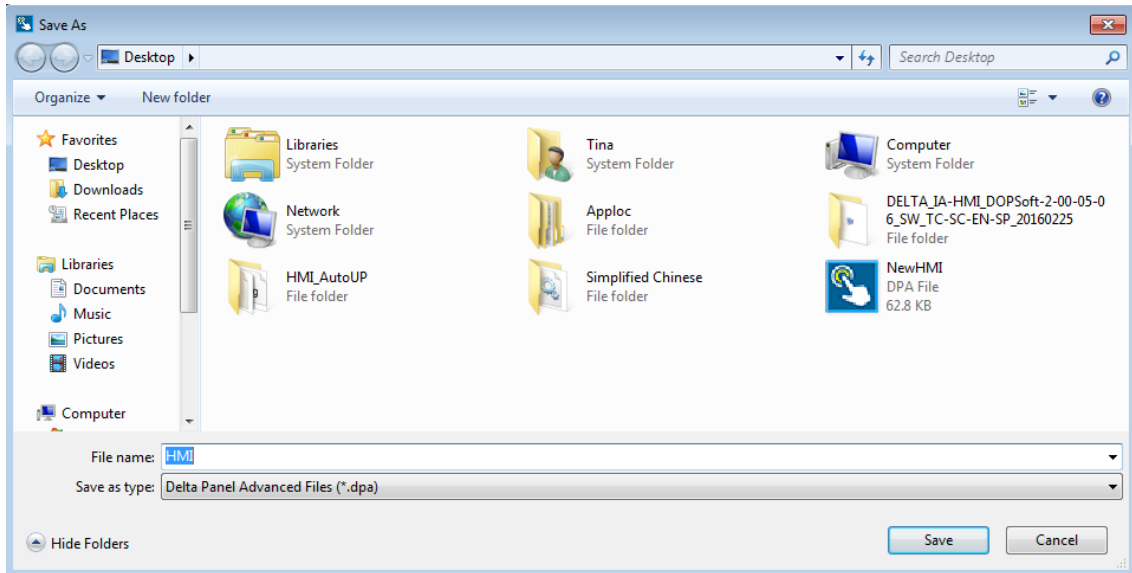 Save As
Desktop
Search Desktop
Organize
New folder
Favorites
Desktop
Downloads
Recent Places
Libraries
Documents
Music
Pictures
Videos
Computer
Libraries
System Folder
Tina
System Folder
Computer
System Folder
Network
System Folder
Apploc
File folder
DELTA_IA-HMI_DOPSoft-2-00-05-0
6_SW_TC-SC-EN-SP_20160225
File folder
HMI_AutoUP
File folder
Simplified Chinese
File folder
NewHMI
DPA File
62.8 KB
File name: HMI
Save as type: Delta Panel Advanced Files (*.dpa)
Hide Folders
Save
Cancel